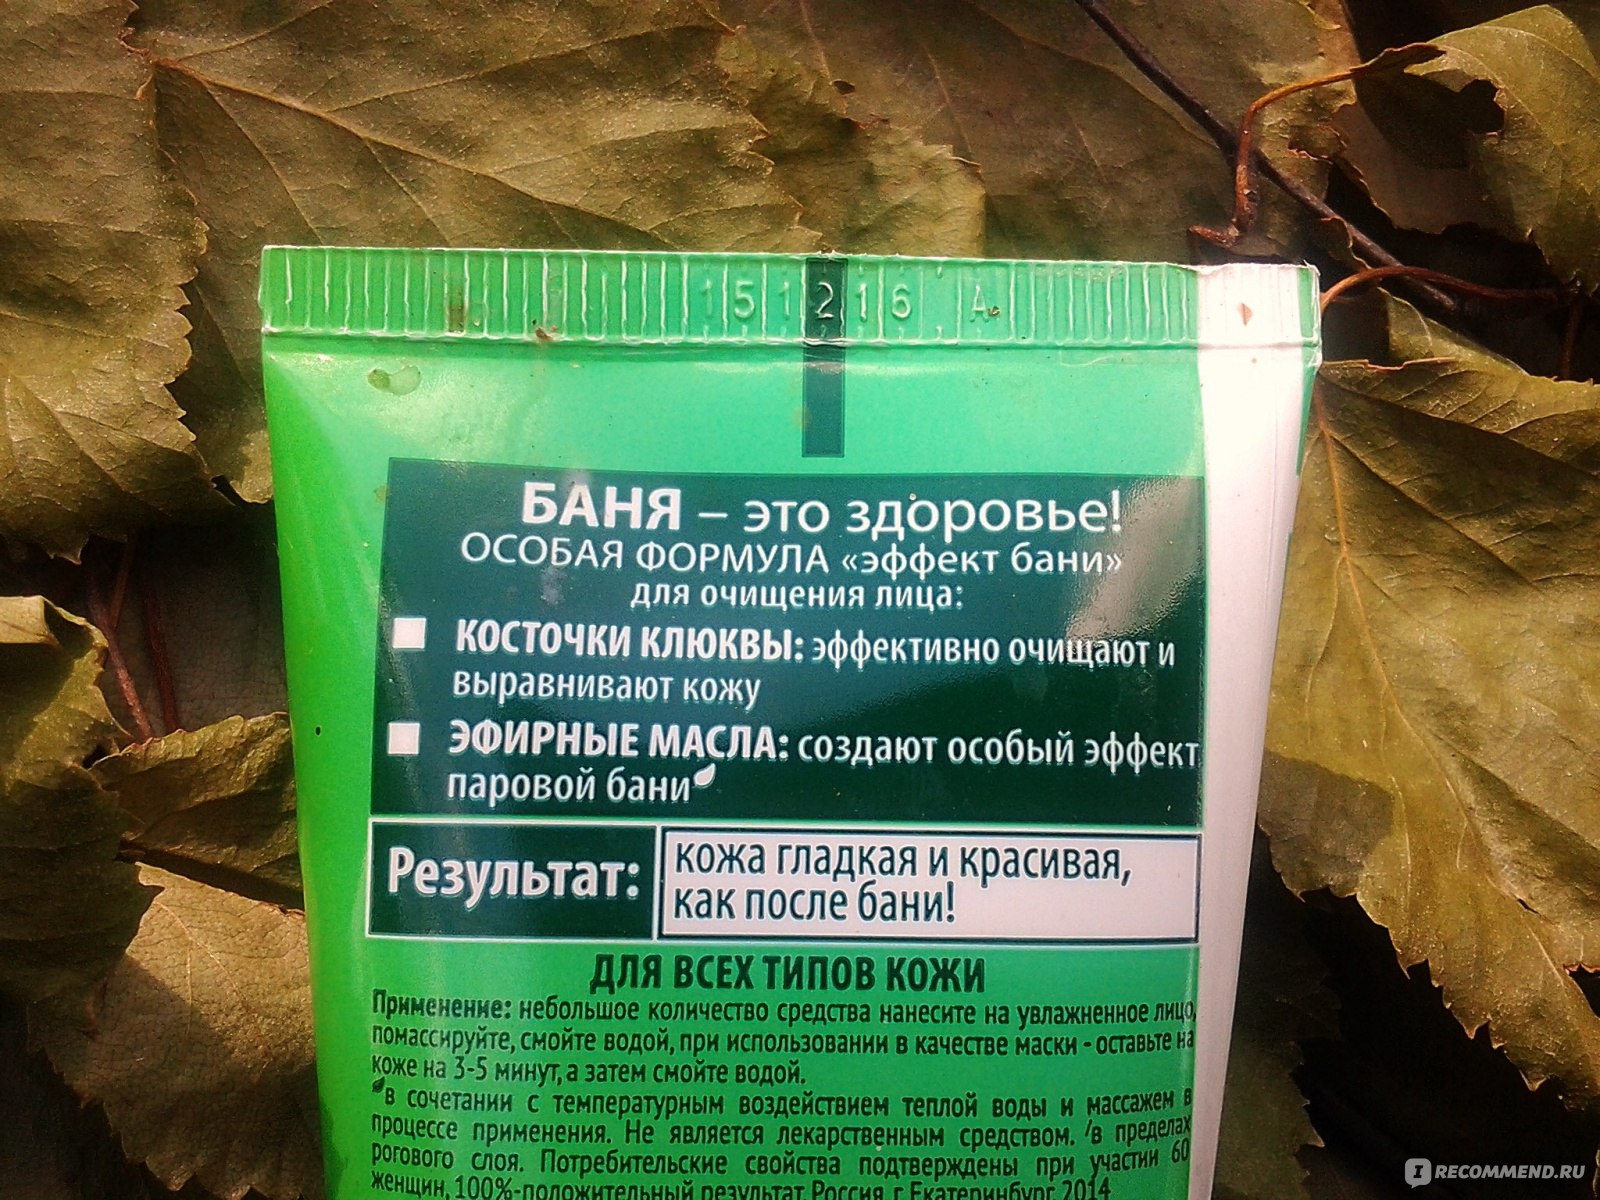 151216 A
БАНЯ – это здоровье!
ОСОБАЯ ФОРМУЛА «эффект бани»
для очищения лица:
КОСТОЧКИ КЛЮКВЫ: эффективно очищают и
выравнивают кожу
ЭФИРНЫЕ МАСЛА: создают особый эффект
паровой бани
Результат:
кожа гладкая и красивая,
как после бани!
ДЛЯ ВСЕХ ТИПОВ КОЖИ
Применение: небольшое количество средства нанесите на увлажненное лицо,
помассируйте, смойте водой, при использовании в качестве маски - оставьте на
коже на 3-5 минут, а затем смойте водой.
в сочетании с температурным воздействием теплой воды и массажем в
процессе применения. Не является лекарственным средством. /в пределах
рогового слоя. Потребительские свойства подтверждены при участии 60
женщин, 100%-положительный результат Россия, г. Екатеринбург 2014
IRECOMMEND.RU